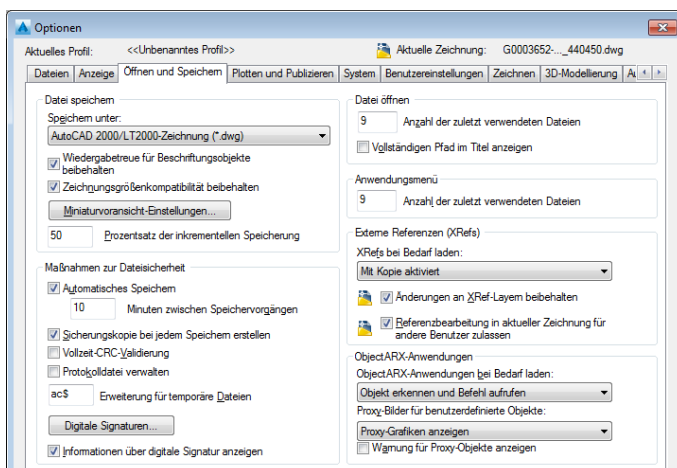 Optionen
Aktuelles Profil: <<Unbenanntes Profil>> Aktuelle Zeichnung: G0003652-..._440450.dwg
Dateien Anzeige Öffnen und Speichern Plotten und Publizieren System Benutzereinstellungen Zeichnen 3D-Modellierung
Datei speichern
Speichern unter:
AutoCAD 2000/LT2000-Zeichnung (*.dwg)
Wiedergabetreue für Beschriftungsobjekte
beibehalten
Zeichnungsgrößenkompatibilität beibehalten
Miniaturvoransicht-Einstellungen...
50 Prozentsatz der inkrementellen Speicherung
Maßnahmen zur Dateisicherheit
Automatisches Speichern
10 Minuten zwischen Speichervorgängen
Sicherungskopie bei jedem Speichern erstellen
Vollzeit-CRC-Validierung
Protokolldatei verwalten
ac$ Erweiterung für temporäre Dateien
Digitale Signaturen...
Informationen über digitale Signatur anzeigen
Datei öffnen
9 Anzahl der zuletzt verwendeten Dateien
Vollständigen Pfad im Titel anzeigen
Anwendungsmenü
9 Anzahl der zuletzt verwendeten Dateien
Externe Referenzen (XRefs)
XRefs bei Bedarf laden:
Mit Kopie aktiviert
Änderungen an XRef-Layern beibehalten
Referenzbearbeitung in aktueller Zeichnung für
andere Benutzer zulassen
ObjectARX-Anwendungen
ObjectARX-Anwendungen bei Bedarf laden:
Objekt erkennen und Befehl aufrufen
Proxy-Bilder für benutzerdefinierte Objekte:
Proxy-Grafiken anzeigen
Warnung für Proxy-Objekte anzeigen